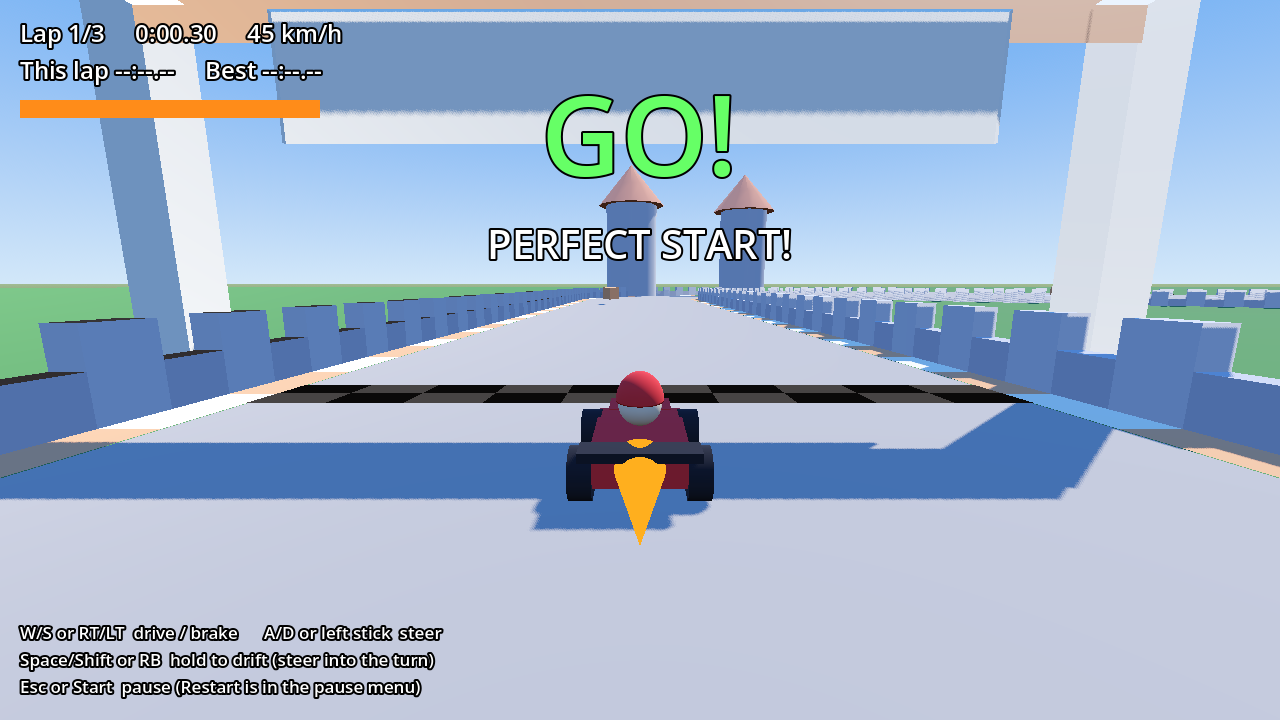 Lap 1/3 0:00.30 45 km/h
This lap --:--.-- Best --:--.--
GO!
PERFECT START!
W/S or RT/LT drive / brake A/D or left stick steer
Space/Shift or RB hold to drift (steer into the turn)
Esc or Start pause (Restart is in the pause menu)